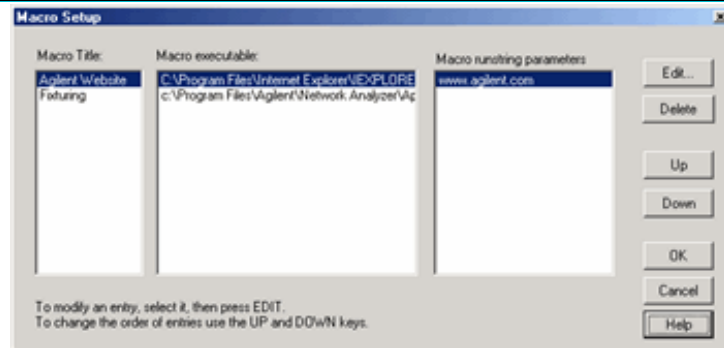 Macro Setup
Macro Title: Macro executable: Macro runstring parameters
Agilent Website C:\Program Files\Internet Explorer\IEXPLORE www.agilent.com
Fixturing c:\Program Files\Agilent\Network Analyzer\Ap
Edit...
Delete
Up
Down
OK
Cancel
Help
To modify an entry, select it, then press EDIT.
To change the order of entries use the UP and DOWN keys.